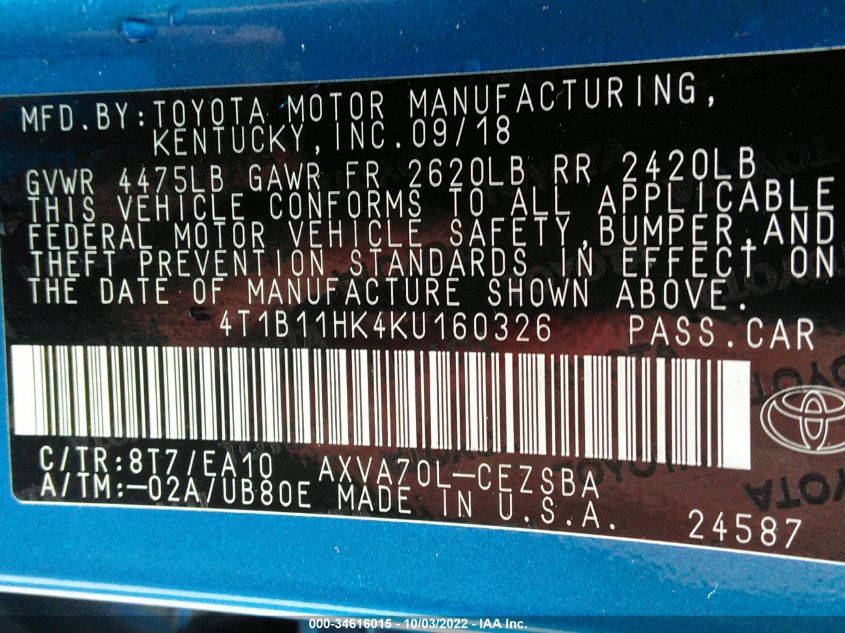 MFD.BY:TOYOTA MOTOR MANUFACTURING,
KENTUCKY,INC.09/18
GVWR 4475LB GAWR FR 2620LB RR 2420LB
THIS VEHICLE CONFORMS TO ALL APPLICABLE
FEDERAL MOTOR VEHICLE SAFETY,BUMPER,AND
THEFT PREVENTION STANDARDS IN EFFECT ON
THE DATE OF MANUFACTURE SHOWN ABOVE.
4T1B11HK4KU160326 PASS.CAR
C/TR:8T7/EA10 AXVA70L-CEZSBA
A/TM:-02A/UB80E MADE IN U.S.A.
24587
TOYOTA
000-34616015 - 10/03/2022 - IAA Inc.